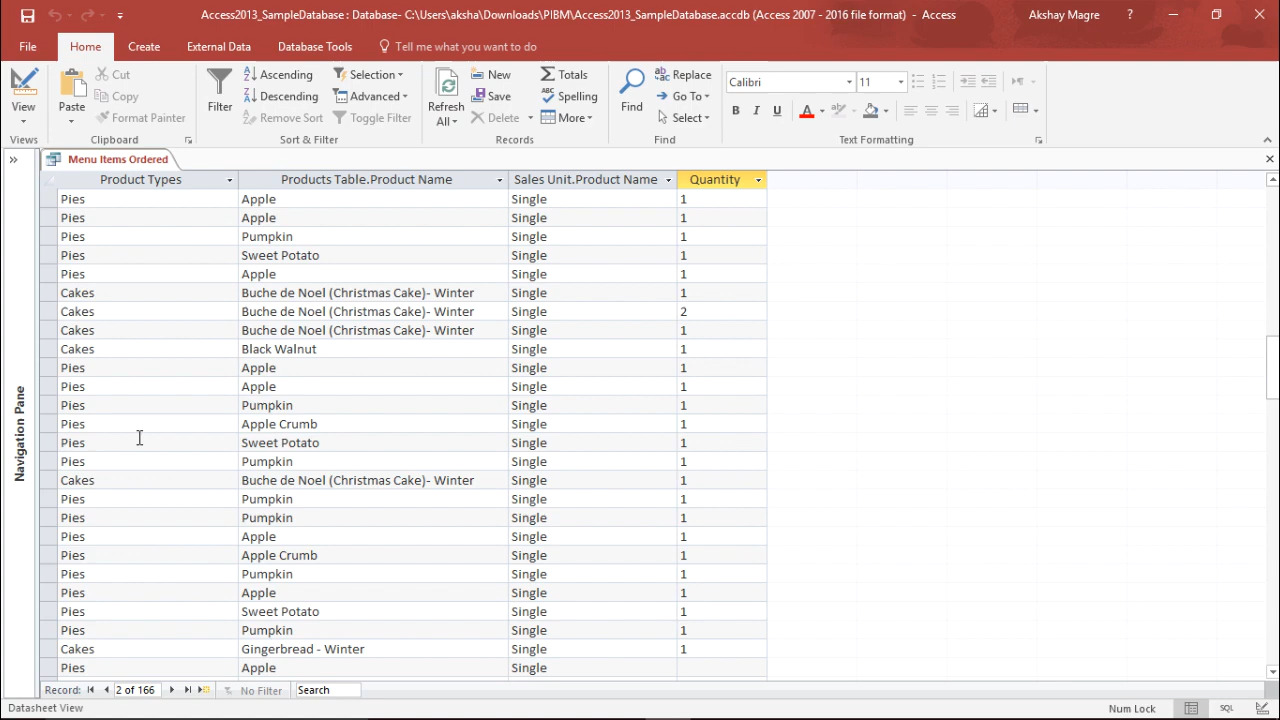 Access2013_SampleDatabase : Database- C:\Users\aksha\Downloads\PIBM\Access2013_SampleDatabase.accdb (Access 2007 - 2016 file format) - Access Akshay Magre ?
File Home Create External Data Database Tools Tell me what you want to do
View Paste Cut Copy Format Painter Filter Ascending Descending Remove Sort Selection Advanced Toggle Filter Refresh All New Save Delete Totals Spelling More Find Replace Go To Select Calibri 11 B I U A
Views Clipboard Sort & Filter Records Find Text Formatting
Menu Items Ordered
Product Types Products Table.Product Name Sales Unit.Product Name Quantity
Pies Apple Single 1
Pies Apple Single 1
Pies Pumpkin Single 1
Pies Sweet Potato Single 1
Pies Apple Single 1
Cakes Buche de Noel (Christmas Cake)- Winter Single 1
Cakes Buche de Noel (Christmas Cake)- Winter Single 2
Cakes Buche de Noel (Christmas Cake)- Winter Single 1
Cakes Black Walnut Single 1
Pies Apple Single 1
Pies Apple Single 1
Pies Pumpkin Single 1
Pies Apple Crumb Single 1
Pies Sweet Potato Single 1
Pies Pumpkin Single 1
Cakes Buche de Noel (Christmas Cake)- Winter Single 1
Pies Pumpkin Single 1
Pies Pumpkin Single 1
Pies Apple Single 1
Pies Apple Crumb Single 1
Pies Pumpkin Single 1
Pies Apple Single 1
Pies Sweet Potato Single 1
Pies Pumpkin Single 1
Cakes Gingerbread - Winter Single 1
Pies Apple Single
Navigation Pane
Record: 2 of 166 No Filter Search
Datasheet View Num Lock SQL